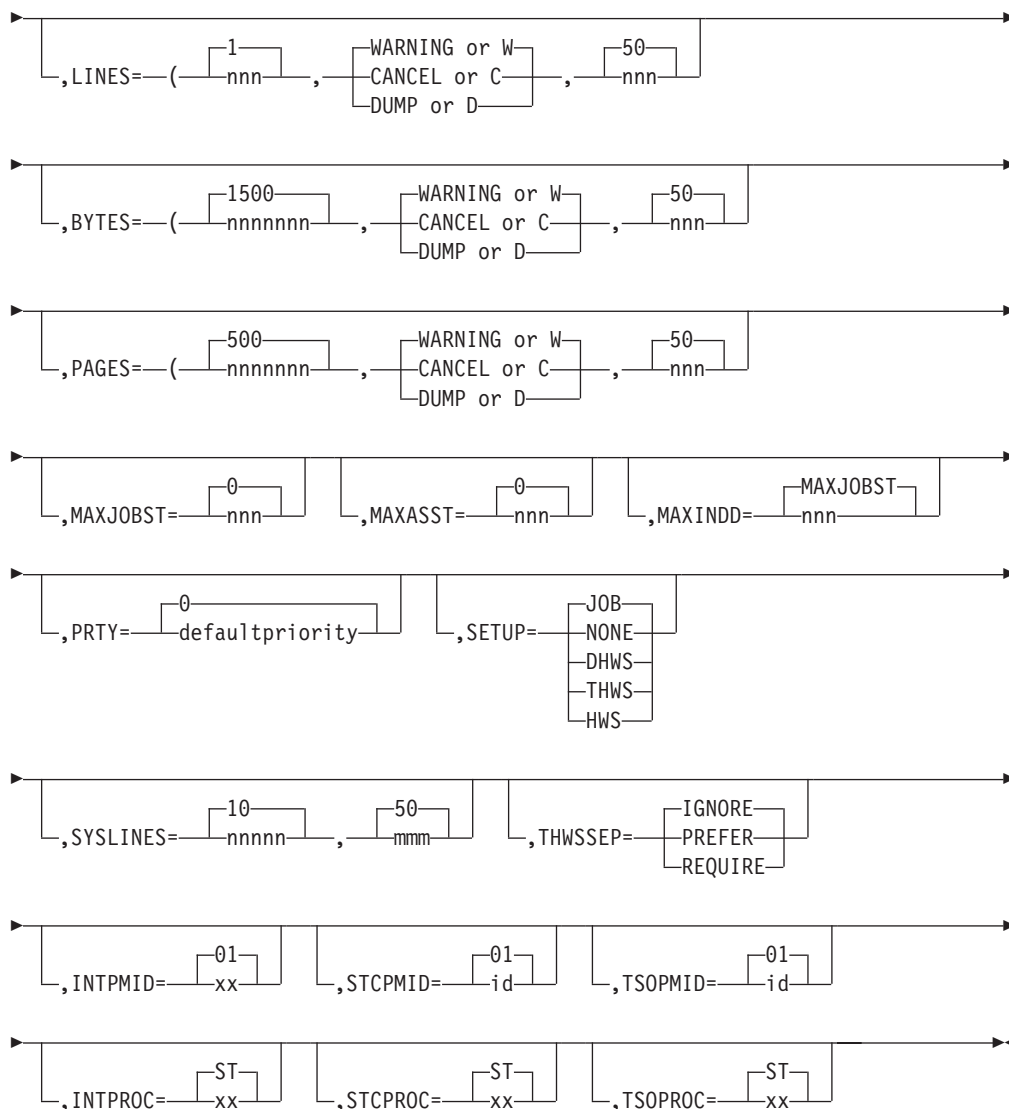 1 WARNING or W 50
,LINES= ( nnn , CANCEL or C , nnn
DUMP or D
1500 WARNING or W 50
,BYTES= ( nnnnnnn , CANCEL or C , nnn
DUMP or D
500 WARNING or W 50
,PAGES= ( nnnnnnn , CANCEL or C , nnn
DUMP or D
0 0 MAXJOBST
,MAXJOBST= nnn ,MAXASST= nnn ,MAXINDD= nnn
0 JOB
,PRTY= defaultpriority ,SETUP= NONE
DHWS
THWS
HWS
10 50 IGNORE
,SYSLINES= nnnnn , mmm ,THWSSEP= PREFER
REQUIRE
01 01 01
,INTPMID= xx ,STCPMID= id ,TSOPMID= id
ST ST ST
,INTPROC= xx ,STCPROC= xx ,TSOPROC= xx